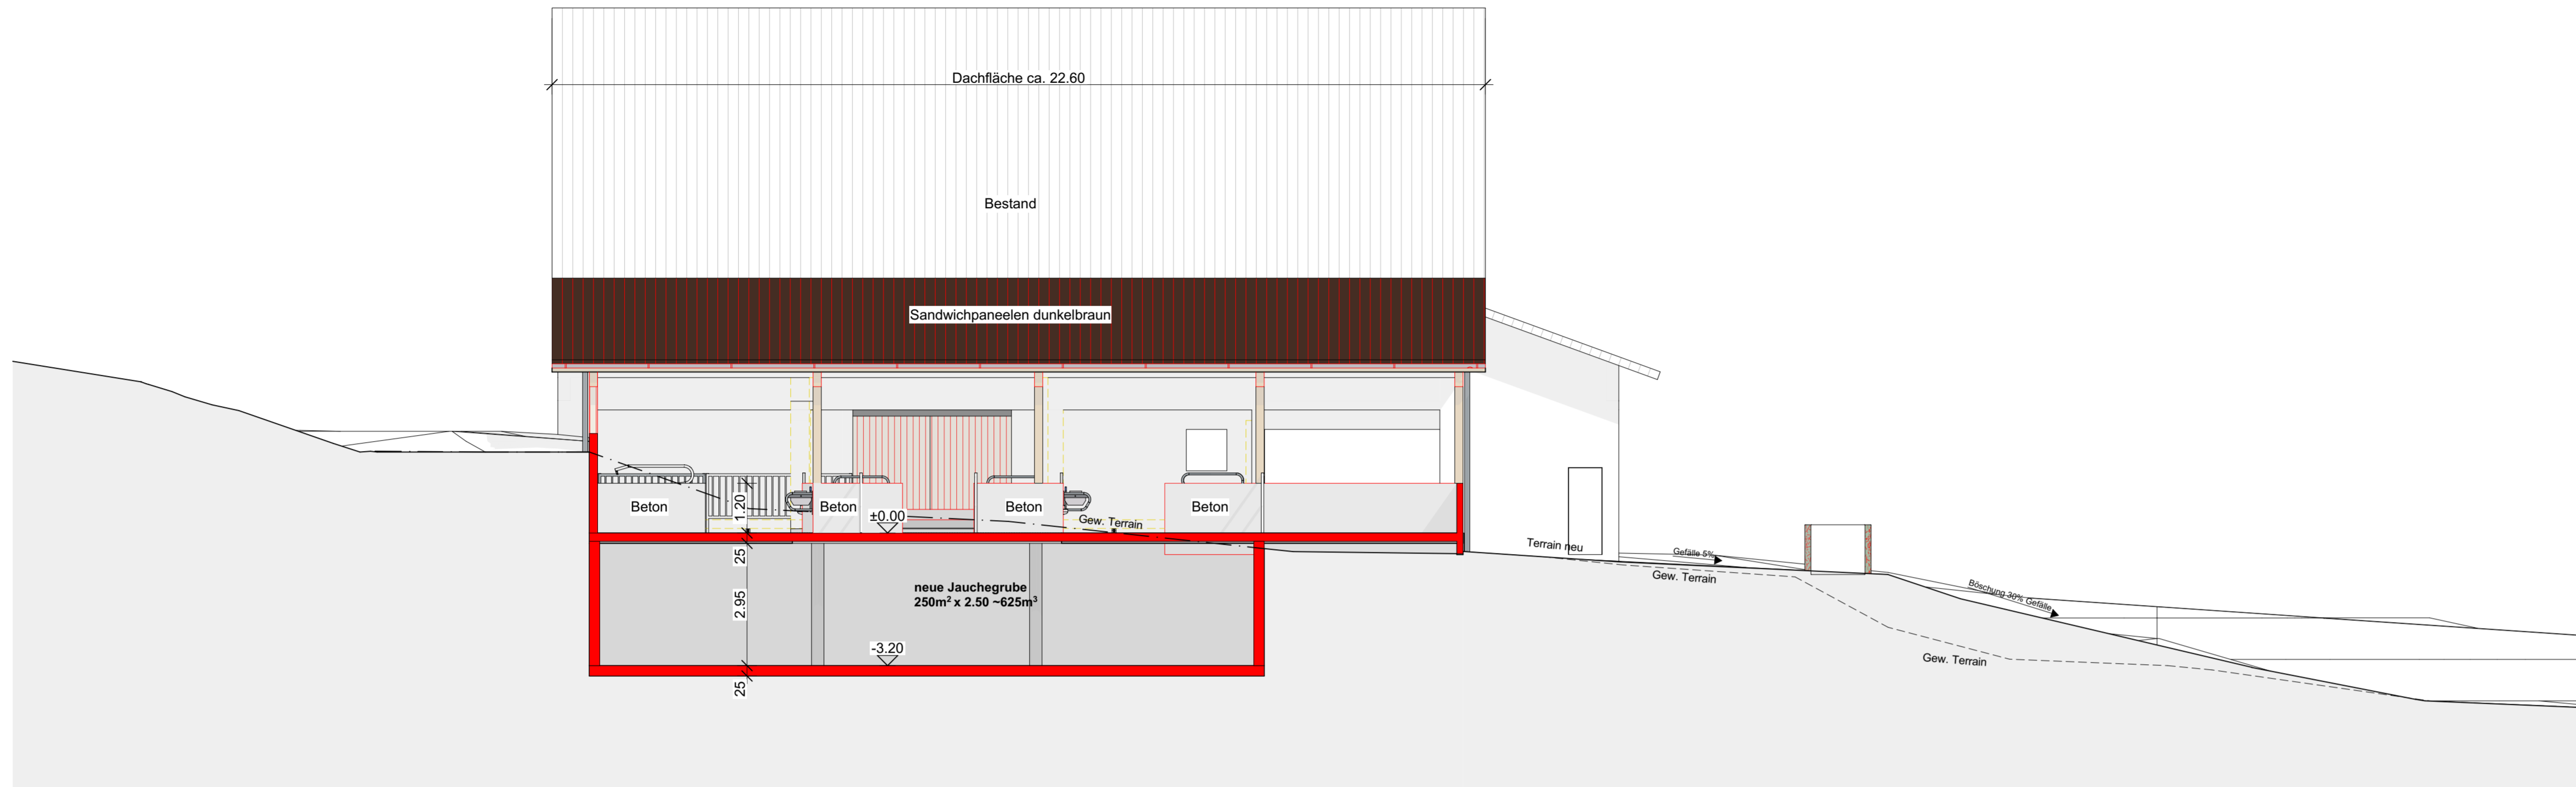 Dachfläche ca. 22.60
Bestand
Sandwichpaneelen dunkelbraun
Beton
1.20
Beton
±0.00
Beton
Gew. Terrain
Beton
Terrain neu
Gefälle 5%
Gew. Terrain
25
2.95
neue Jauchegrube
250m² x 2.50 ~625m³
-3.20
25
Böschung 30% Gefälle
Gew. Terrain